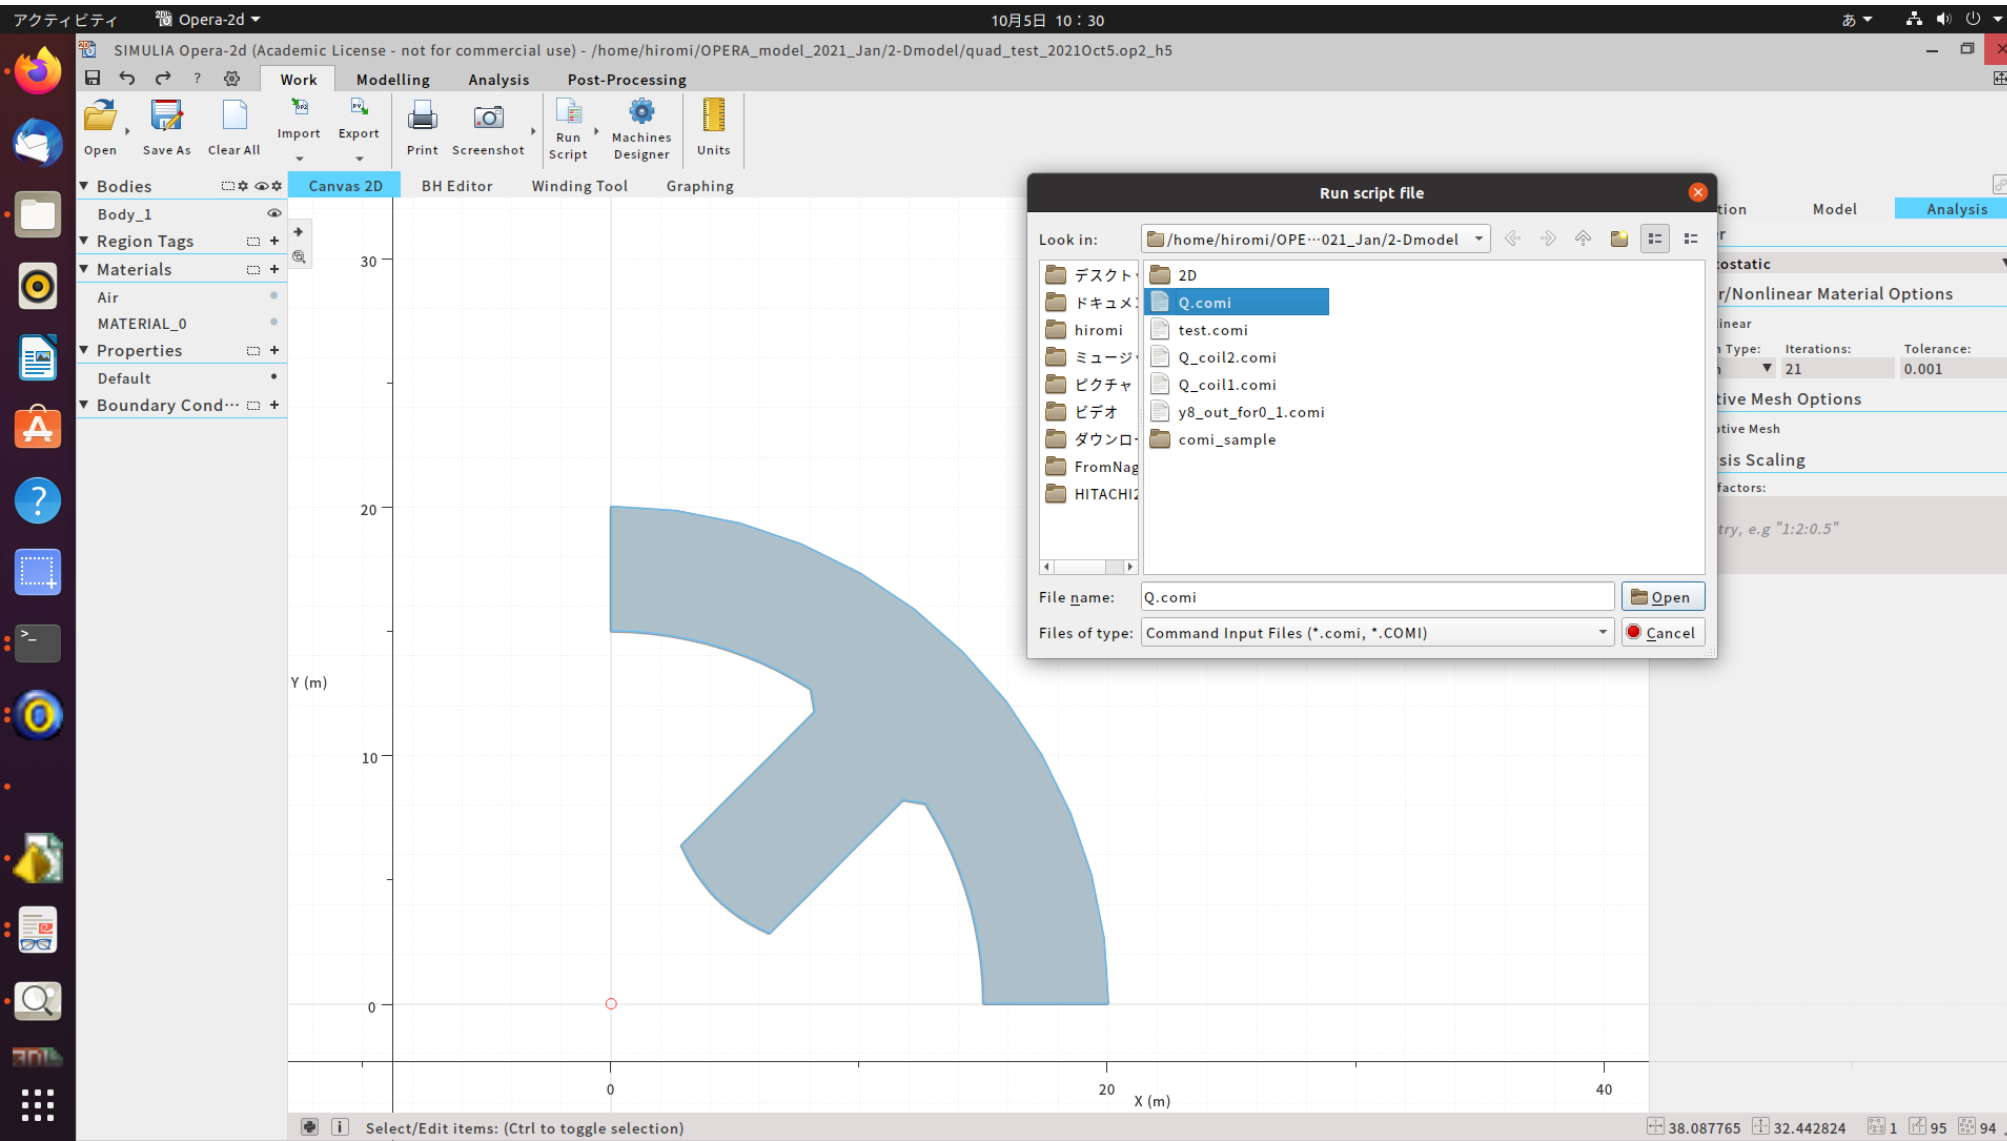 アクティビティ Opera-2d 10月5日 10：30 あ
SIMULIA Opera-2d (Academic License - not for commercial use) - /home/hiromi/OPERA_model_2021_Jan/2-Dmodel/quad_test_2021Oct5.op2_h5
? Work Modelling Analysis Post-Processing
Open Save As Clear All Import Export Print Screenshot Run Script Machines Designer Units
Canvas 2D BH Editor Winding Tool Graphing
Bodies
Body_1
Region Tags
Materials
Air
MATERIAL_0
Properties
Default
Boundary Cond···
Run script file
Look in: /home/hiromi/OPE···021_Jan/2-Dmodel
デスクト
ドキュメ
hiromi
ミュージ
ピクチャ
ビデオ
ダウンロ
FromNag
HITACHI2
2D
Q.comi
test.comi
Q_coil2.comi
Q_coil1.comi
y8_out_for0_1.comi
comi_sample
File name: Q.comi Open
Files of type: Command Input Files (*.comi, *.COMI) Cancel
tion Model Analysis
r
tostatic
r/Nonlinear Material Options
inear
n Type: Iterations: Tolerance:
n 21 0.001
tive Mesh Options
ptive Mesh
sis Scaling
factors:
try, e.g "1:2:0.5"
30
20
Y (m)
10
0
0 20 40
X (m)
Select/Edit items: (Ctrl to toggle selection) 38.087765 32.442824 1 95 94